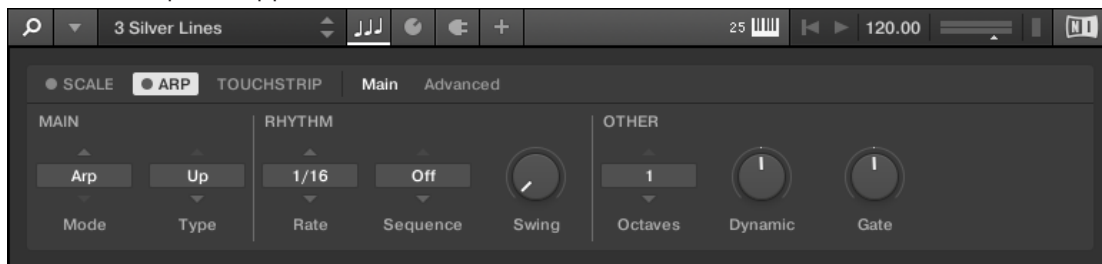 3 Silver Lines 25 120.00 NI
SCALE ARP TOUCHSTRIP Main Advanced
MAIN RHYTHM OTHER
Arp Up 1/16 Off 1
Mode Type Rate Sequence Swing Octaves Dynamic Gate